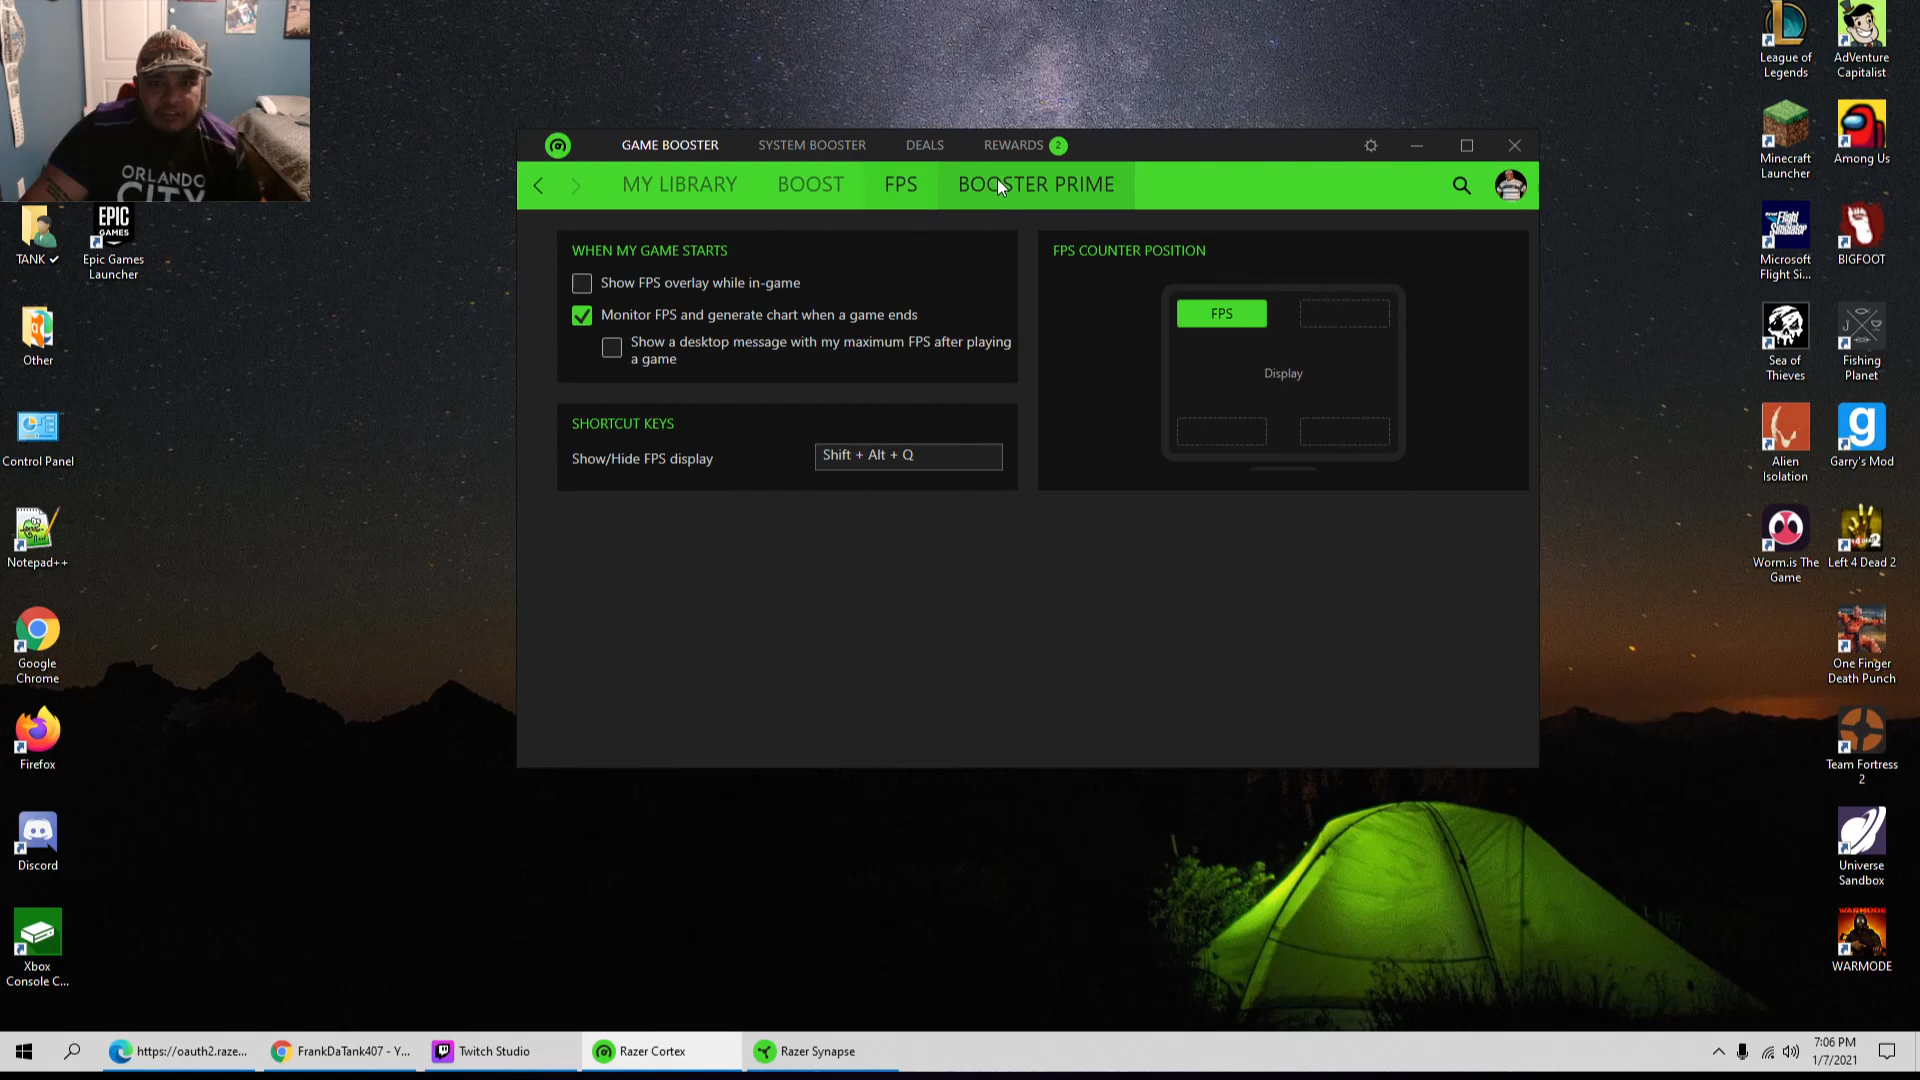 ORLANDO
CITY
GAME BOOSTER
SYSTEM BOOSTER
DEALS
REWARDS
2
MY LIBRARY
BOOST
FPS
BOOSTER PRIME
WHEN MY GAME STARTS
Show FPS overlay while in-game
Monitor FPS and generate chart when a game ends
Show a desktop message with my maximum FPS after playing
a game
SHORTCUT KEYS
Show/Hide FPS display
Shift + Alt + Q
FPS COUNTER POSITION
FPS
Display
TANK ✓
EPIC
GAMES
Epic Games
Launcher
Other
Control Panel
Notepad++
Google
Chrome
Firefox
Discord
Xbox
Console C...
League of
Legends
AdVenture
Capitalist
Minecraft
Launcher
Among Us
Microsoft
Flight Si...
BIGFOOT
Sea of
Thieves
Fishing
Planet
Alien
Isolation
Garry's Mod
Worm.is The
Game
Left 4 Dead 2
One Finger
Death Punch
Team Fortress
2
Universe
Sandbox
WARMODE
WARMODE
https://oauth2.raze...
FrankDaTank407 - Y...
Twitch Studio
Razer Cortex
Razer Synapse
7:06 PM
1/7/2021